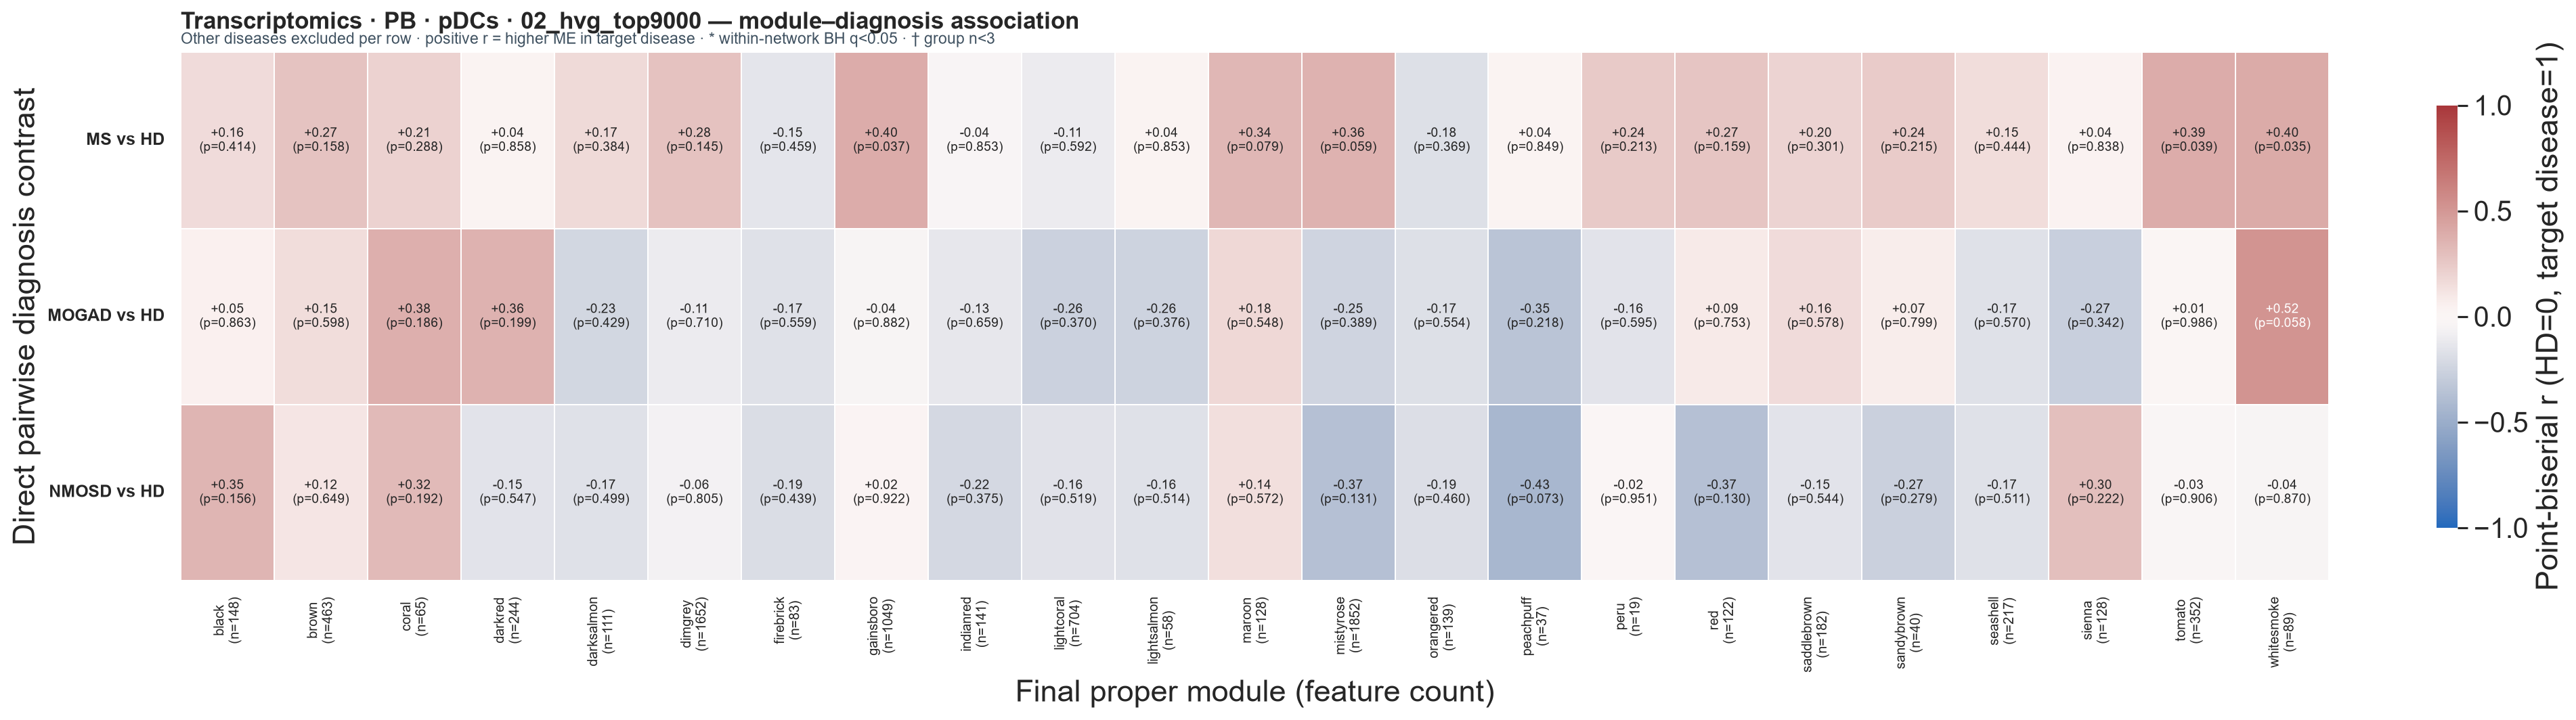 Transcriptomics · PB · pDCs · 02_hvg_top9000 — module–diagnosis association
Other diseases excluded per row · positive r = higher ME in target disease · * within-network BH q<0.05 · † group n<3
Direct pairwise diagnosis contrast
MS vs HD
+0.16 +0.27 +0.21 +0.04 +0.17 +0.28 -0.15 +0.40 -0.04 -0.11 +0.04 +0.34 +0.36 -0.18 +0.04 +0.24 +0.27 +0.20 +0.24 +0.15 +0.04 +0.39 +0.40
(p=0.414) (p=0.158) (p=0.288) (p=0.858) (p=0.384) (p=0.145) (p=0.459) (p=0.037) (p=0.853) (p=0.592) (p=0.853) (p=0.079) (p=0.059) (p=0.369) (p=0.849) (p=0.213) (p=0.159) (p=0.301) (p=0.215) (p=0.444) (p=0.838) (p=0.039) (p=0.035)
MOGAD vs HD
+0.05 +0.15 +0.38 +0.36 -0.23 -0.11 -0.17 -0.04 -0.13 -0.26 -0.26 +0.18 -0.25 -0.17 -0.35 -0.16 +0.09 +0.16 +0.07 -0.17 -0.27 +0.01 +0.52
(p=0.863) (p=0.598) (p=0.186) (p=0.199) (p=0.429) (p=0.710) (p=0.559) (p=0.882) (p=0.659) (p=0.370) (p=0.376) (p=0.548) (p=0.389) (p=0.554) (p=0.218) (p=0.595) (p=0.753) (p=0.578) (p=0.799) (p=0.570) (p=0.342) (p=0.986) (p=0.058)
NMOSD vs HD
+0.35 +0.12 +0.32 -0.15 -0.17 -0.06 -0.19 +0.02 -0.22 -0.16 -0.16 +0.14 -0.37 -0.19 -0.43 -0.02 -0.37 -0.15 -0.27 -0.17 +0.30 -0.03 -0.04
(p=0.156) (p=0.649) (p=0.192) (p=0.547) (p=0.499) (p=0.805) (p=0.439) (p=0.922) (p=0.375) (p=0.519) (p=0.514) (p=0.572) (p=0.131) (p=0.460) (p=0.073) (p=0.951) (p=0.130) (p=0.544) (p=0.279) (p=0.511) (p=0.222) (p=0.906) (p=0.870)
black
(n=148)
brown
(n=463)
coral
(n=65)
darkred
(n=244)
darksalmon
(n=111)
dimgrey
(n=1652)
firebrick
(n=83)
gainsboro
(n=1049)
indianred
(n=141)
lightcoral
(n=704)
lightsalmon
(n=58)
maroon
(n=128)
mistyrose
(n=1852)
orangered
(n=139)
peachpuff
(n=37)
peru
(n=19)
red
(n=122)
saddlebrown
(n=182)
sandybrown
(n=40)
seashell
(n=217)
sienna
(n=128)
tomato
(n=352)
whitesmoke
(n=89)
Final proper module (feature count)
1.0
0.5
0.0
−0.5
−1.0
Point-biserial r (HD=0, target disease=1)